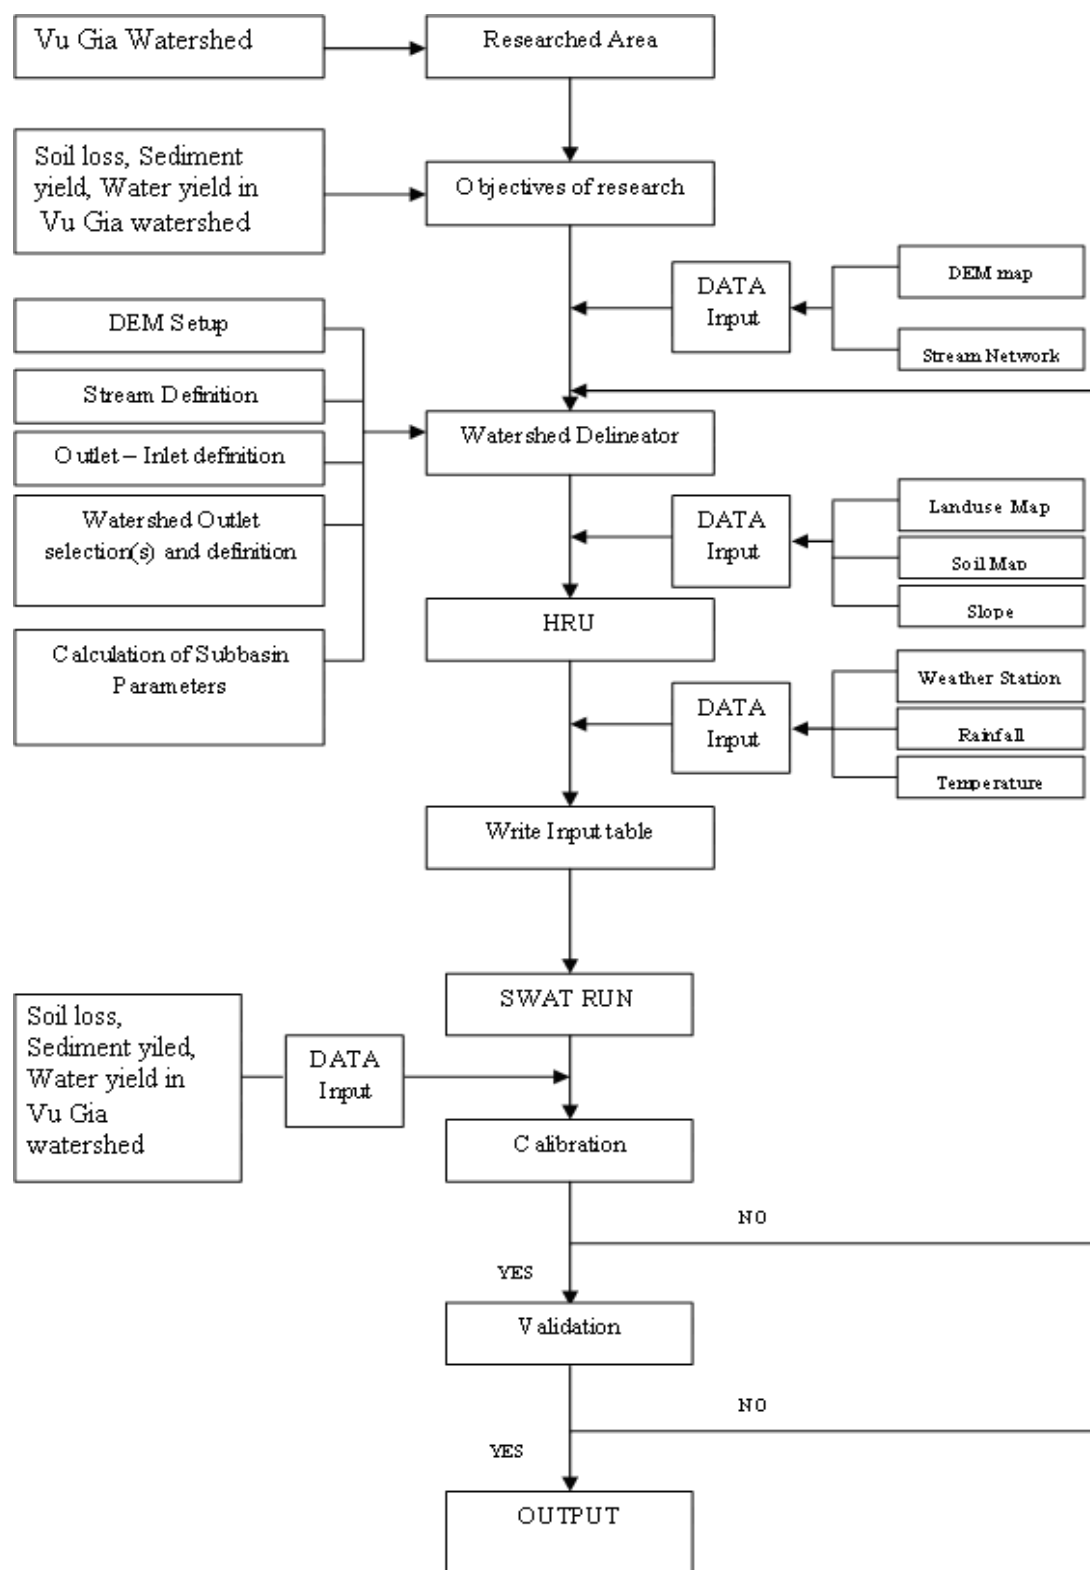 Vu Gia Watershed
Researched Area
Soil loss, Sediment
yield, Water yield in
Vu Gia watershed
Objectives of research
DATA
Input
DEM map
Stream Network
DEM Setup
Stream Definition
Outlet – Inlet definition
Watershed Outlet
selection(s) and definition
Calculation of Subbasin
Parameters
Watershed Delineator
DATA
Input
Landuse Map
Soil Map
Slope
HRU
DATA
Input
Weather Station
Rainfall
Temperature
Write Input table
SWAT RUN
Soil loss,
Sediment yiled,
Water yield in
Vu Gia
watershed
DATA
Input
Calibration
NO
YES
Validation
NO
YES
OUTPUT